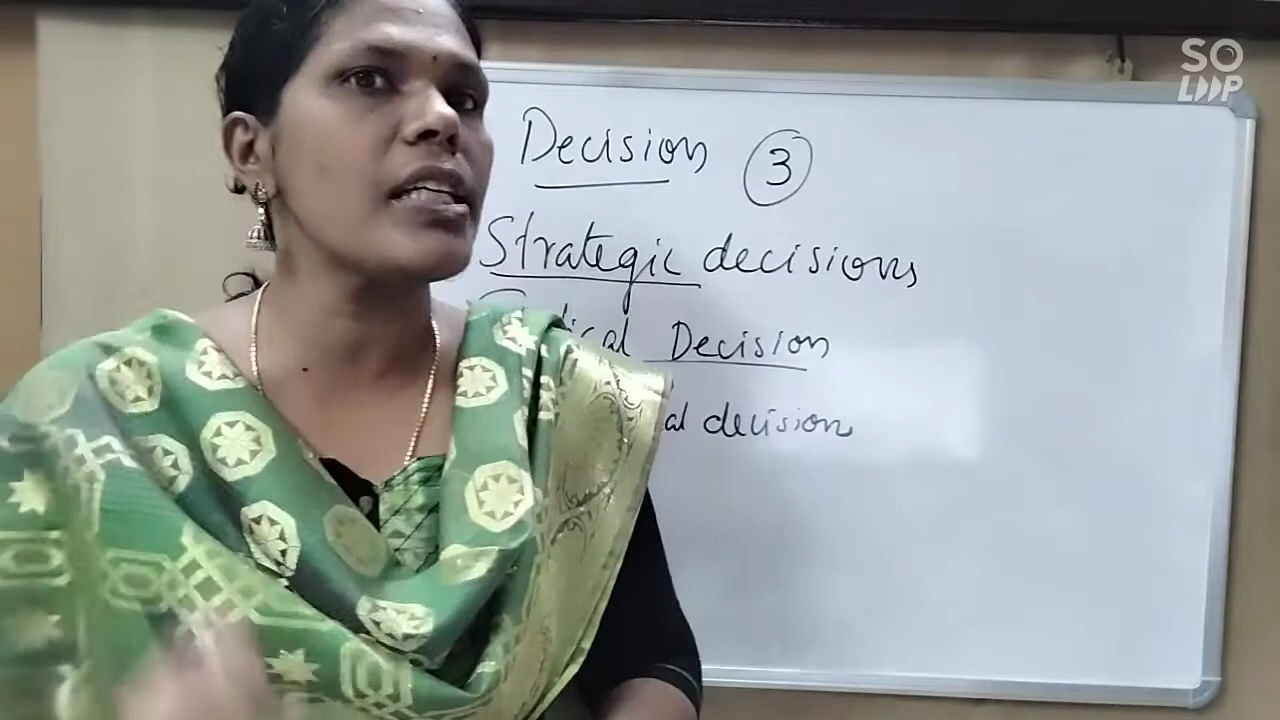 Decision 3
Strategic decisions
Decision
decision
SO
LOOP